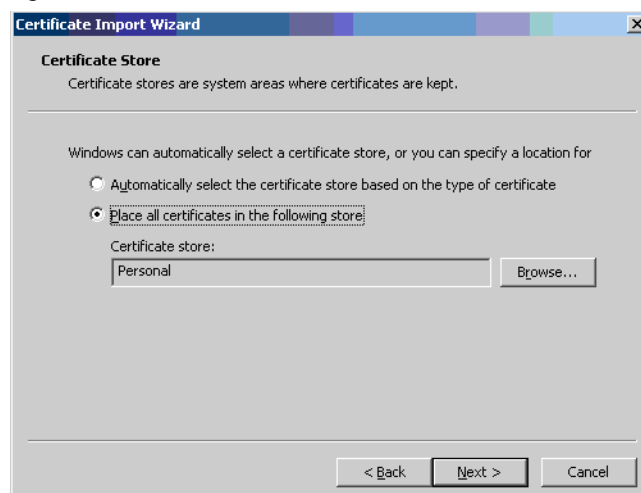 Certificate Import Wizard
Certificate Store
Certificate stores are system areas where certificates are kept.
Windows can automatically select a certificate store, or you can specify a location for
Automatically select the certificate store based on the type of certificate
Place all certificates in the following store
Certificate store:
Personal
Browse...
< Back Next > Cancel